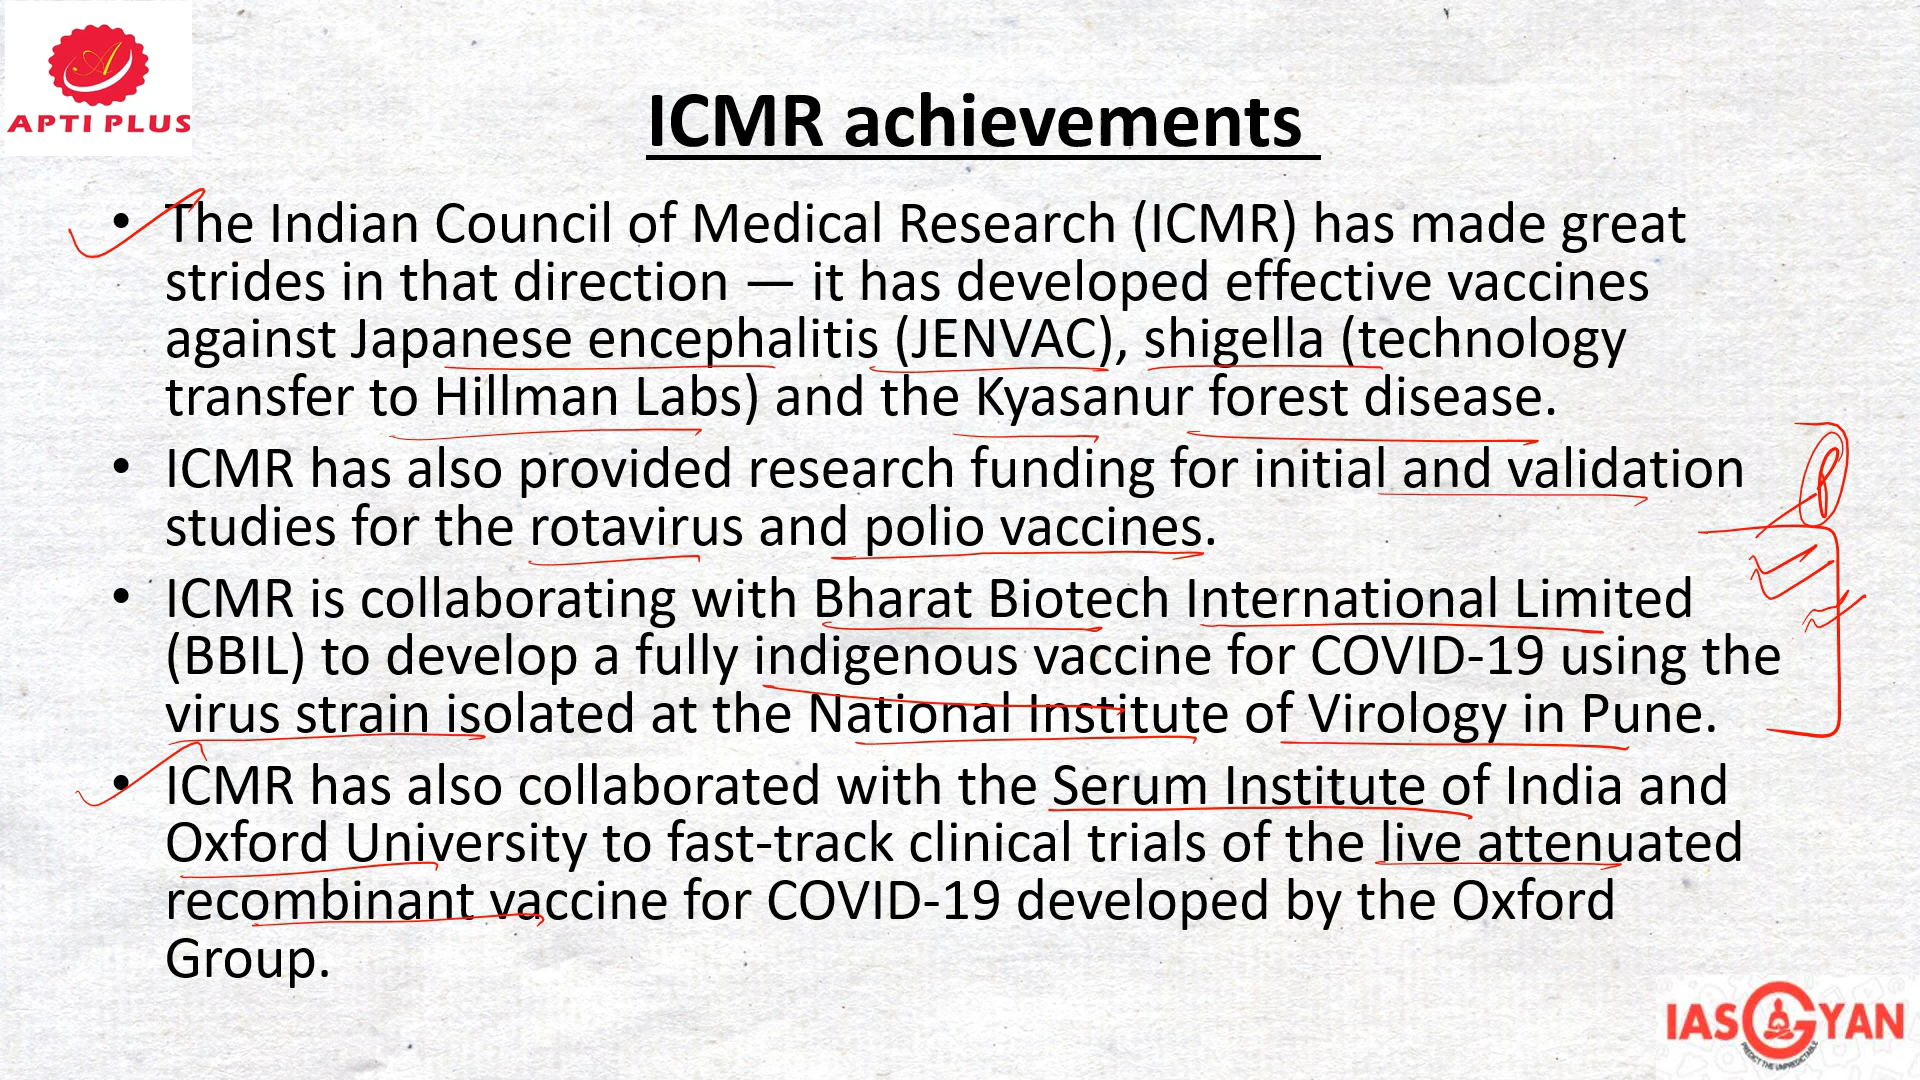 APTI PLUS
ICMR achievements
• The Indian Council of Medical Research (ICMR) has made great
strides in that direction — it has developed effective vaccines
against Japanese encephalitis (JENVAC), shigella (technology
transfer to Hillman Labs) and the Kyasanur forest disease.
• ICMR has also provided research funding for initial and validation
studies for the rotavirus and polio vaccines.
• ICMR is collaborating with Bharat Biotech International Limited
(BBIL) to develop a fully indigenous vaccine for COVID-19 using the
virus strain isolated at the National Institute of Virology in Pune.
• ICMR has also collaborated with the Serum Institute of India and
Oxford University to fast-track clinical trials of the live attenuated
recombinant vaccine for COVID-19 developed by the Oxford
Group.
IAS GYAN
PREDICT THE UNPREDICTABLE